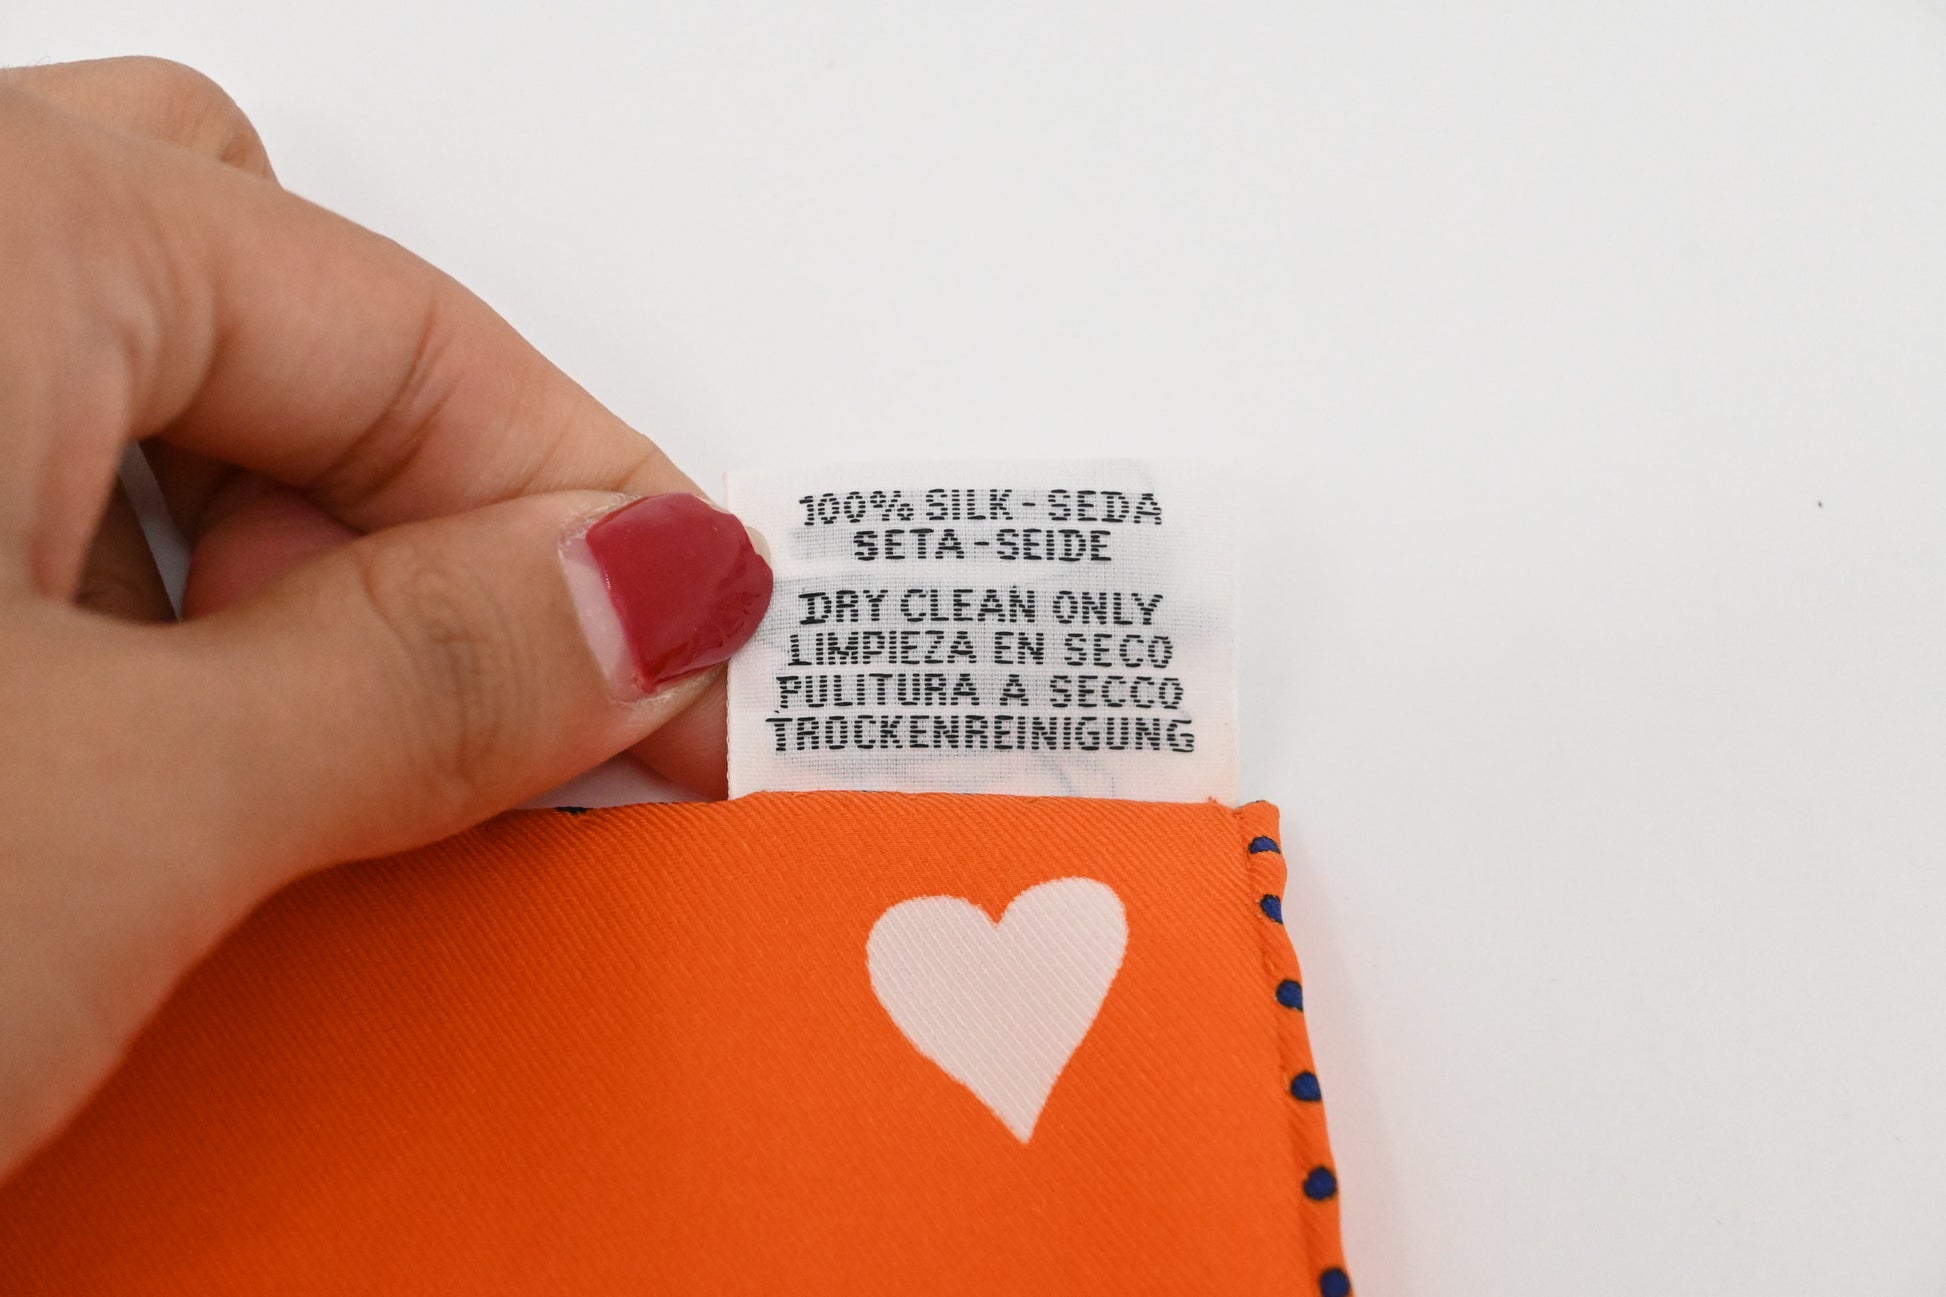 100% SILK-SEDA
SETA-SEIDE
DRY CLEAN ONLY
LIMPIEZA EN SECO
PULITURA A SECCO
TROCKENREINIGUNG